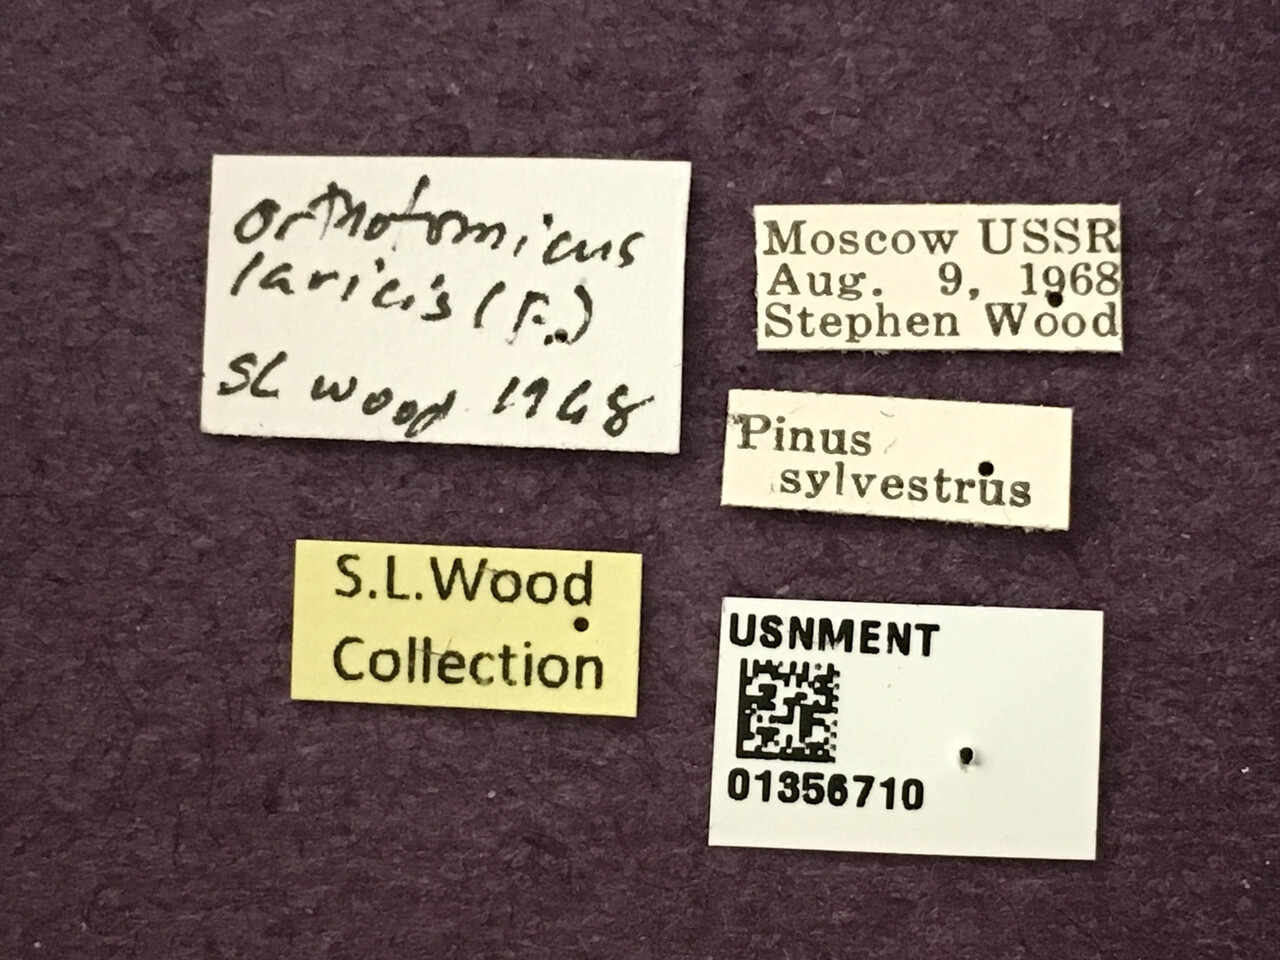 Orthotomicus
laricis (F.)
SL Wood 1968
Moscow USSR
Aug. 9, 1968
Stephen Wood
Pinus
sylvestrus
S.L.Wood
Collection
USNMENT
01356710